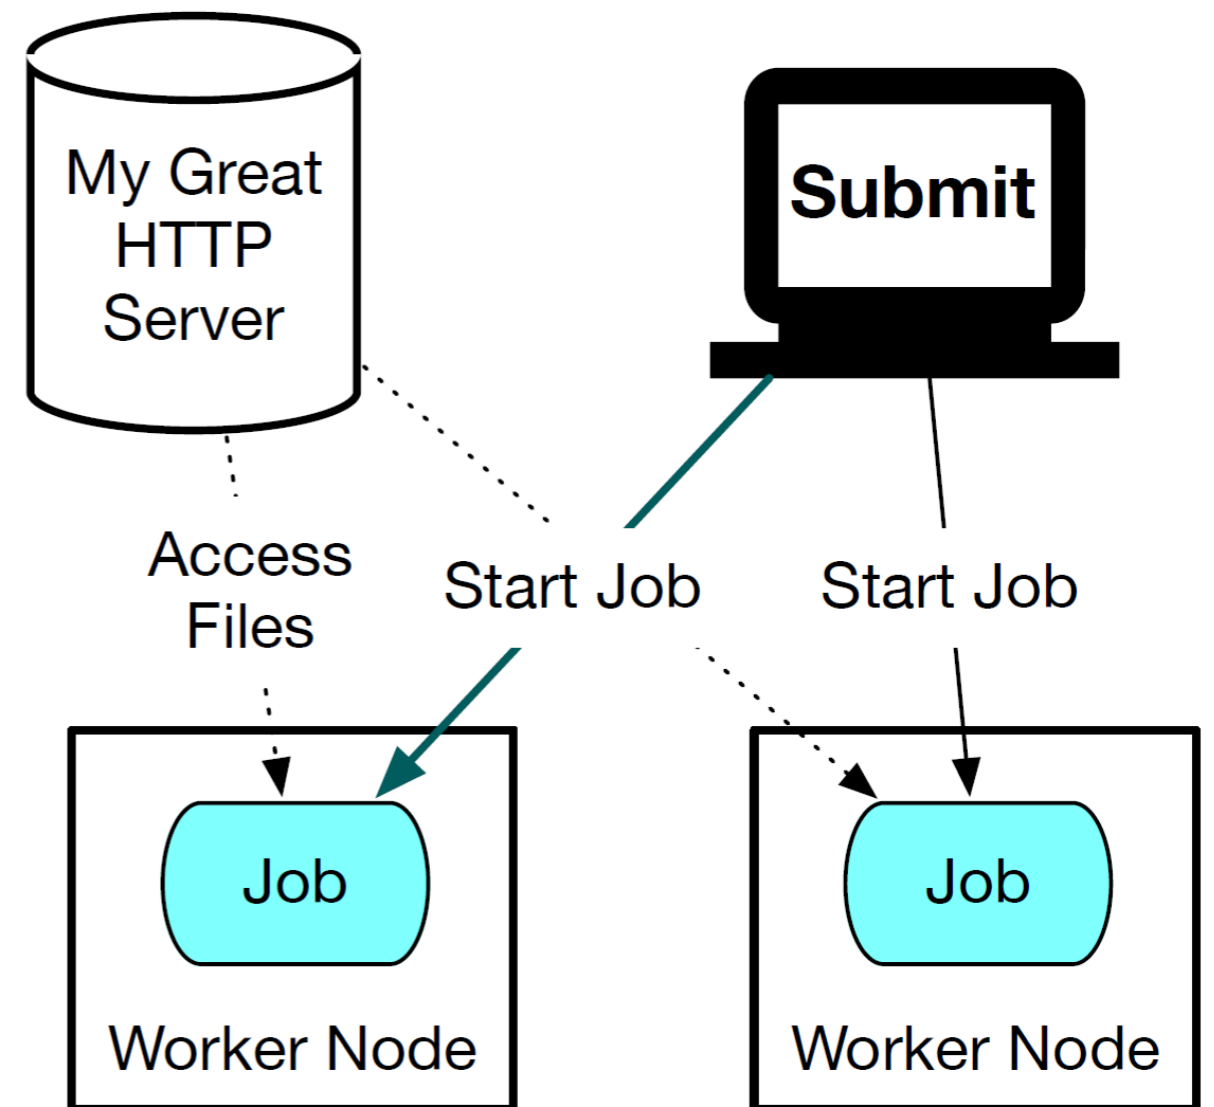 My Great
HTTP
Server
Submit
Access
Files
Start Job
Start Job
Job
Worker Node
Job
Worker Node